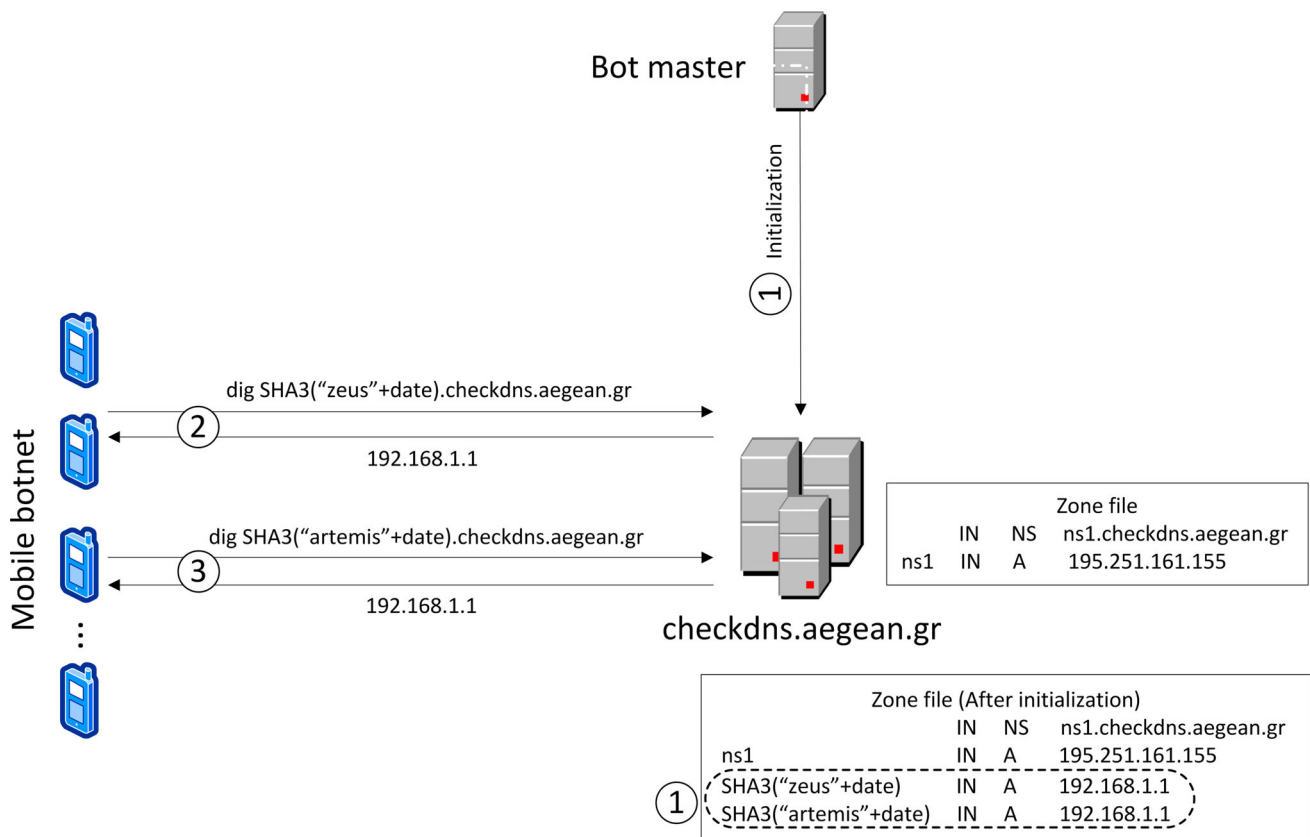 Bot master
Initialization
1
dig SHA3(“zeus”+date).checkdns.aegean.gr
2
192.168.1.1
Mobile botnet
dig SHA3(“artemis”+date).checkdns.aegean.gr
3
192.168.1.1
...
checkdns.aegean.gr
Zone file
IN NS ns1.checkdns.aegean.gr
ns1 IN A 195.251.161.155
Zone file (After initialization)
IN NS ns1.checkdns.aegean.gr
ns1 IN A 195.251.161.155
1
SHA3(“zeus”+date) IN A 192.168.1.1
SHA3(“artemis”+date) IN A 192.168.1.1